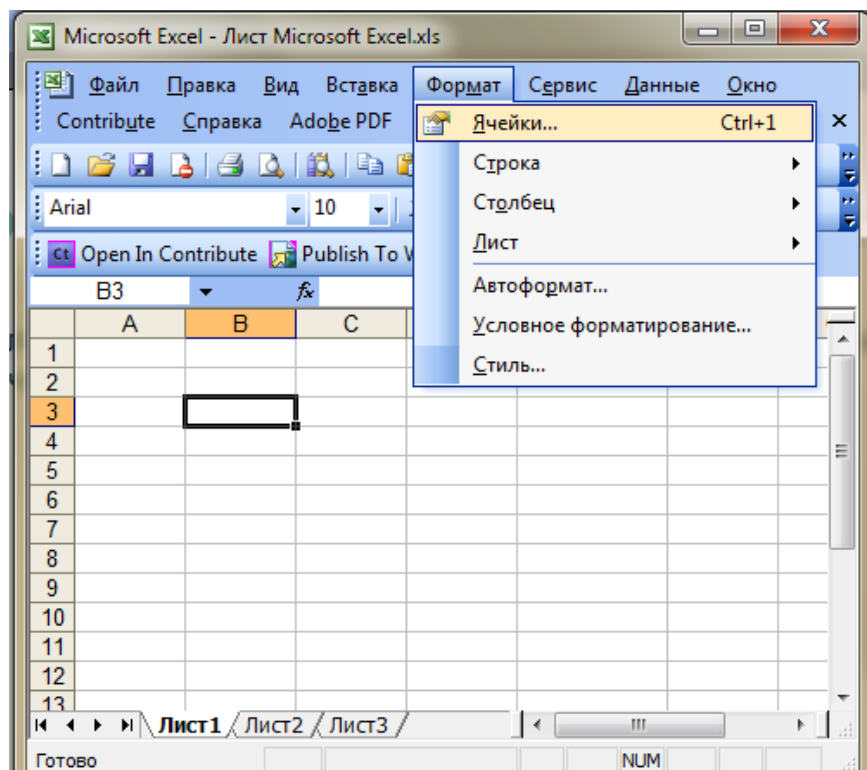 Microsoft Excel - Лист Microsoft Excel.xls
Файл Правка Вид Вставка Формат Сервис Данные Окно
Contribute Справка Adobe PDF
Ячейки... Ctrl+1
Строка
Столбец
Лист
Автоформат...
Условное форматирование...
Стиль...
Arial 10
Ct Open In Contribute Publish To
B3 fx
A B C
1
2
3
4
5
6
7
8
9
10
11
12
13
Лист1 Лист2 Лист3
Готово NUM